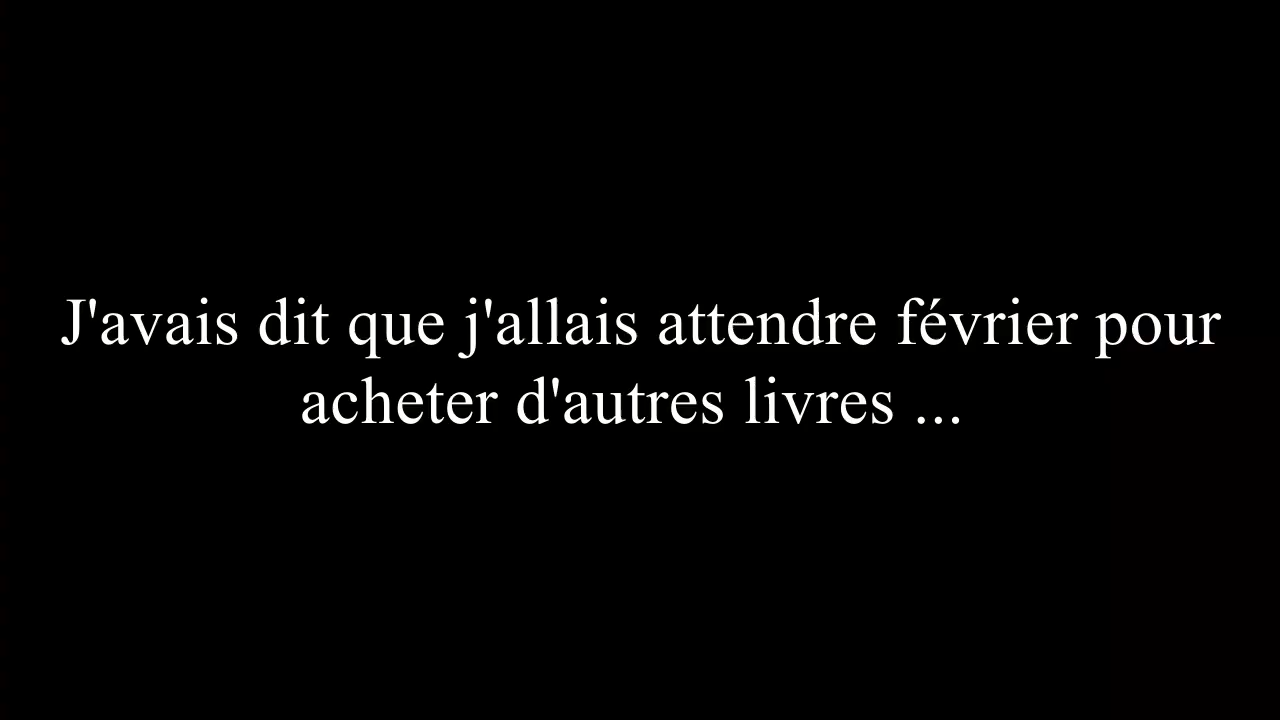 J'avais dit que j'allais attendre février pour
acheter d'autres livres ...